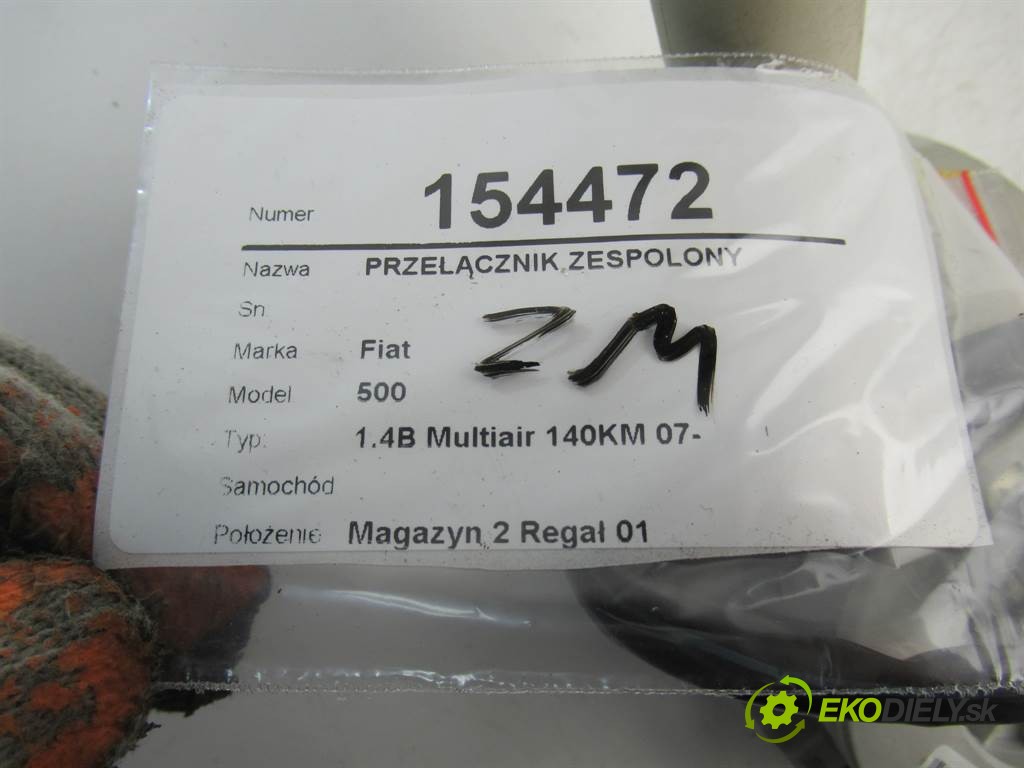 Numer 154472
Nazwa PRZEŁĄCZNIK ZESPOLONY
Sn
Marka Fiat
Model 500
Typ: 1.4B Multiair 140KM 07-
Samochód
Położenie Magazyn 2 Regał 01
ZM
EKODIELY.sk